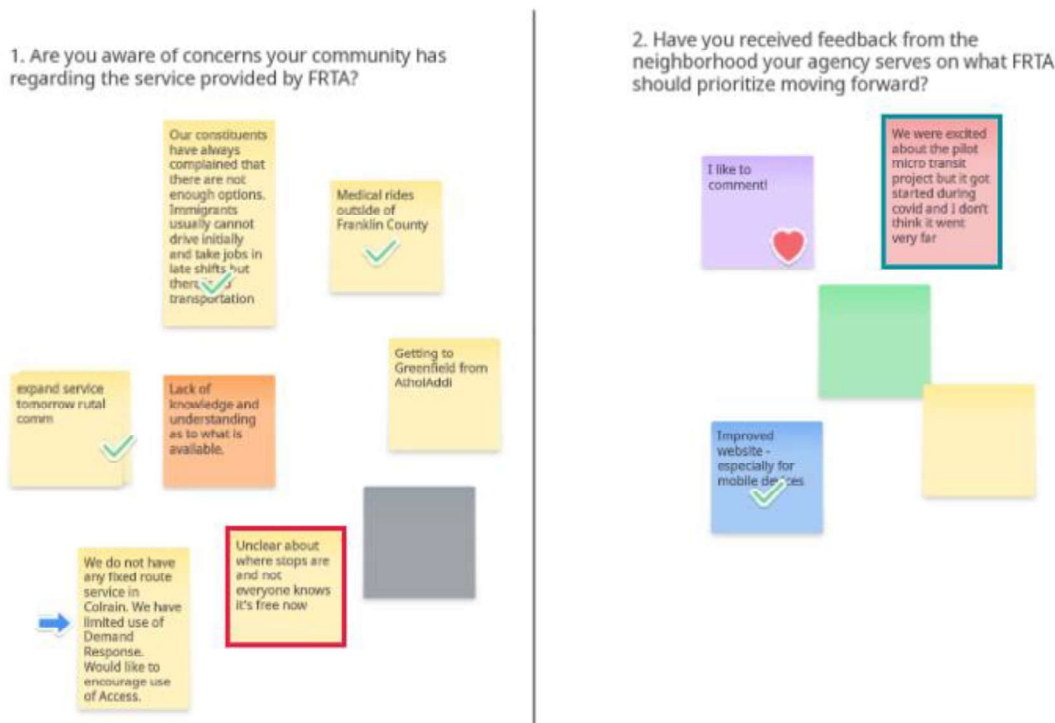 1. Are you aware of concerns your community has
regarding the service provided by FRTA?
Our constituents
have always
complained that
there are not
enough options.
Immigrants
usually cannot
drive initially
and take jobs in
late shifts but
there
transportation
Medical rides
outside of
Franklin County
expand service
tomorrow rutal
comm
Lack of
knowledge and
understanding
as to what is
available.
Getting to
Greenfield from
AtholAddl
We do not have
any fixed route
service in
Colrain. We have
limited use of
Demand
Response.
Would like to
encourage use
of Access.
Unclear about
where stops are
and not
everyone knows
it's free now
2. Have you received feedback from the
neighborhood your agency serves on what FRTA
should prioritize moving forward?
I like to
comment!
We were excited
about the pilot
micro transit
project but it got
started during
covid and I don't
think it went
very far
Improved
website -
especially for
mobile devices